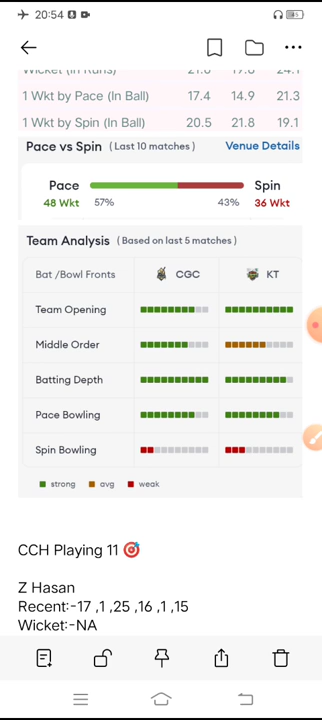 20:54
Wicket (In Runs) 21.6 19.8 24.1
1 Wkt by Pace (In Ball) 17.4 14.9 21.3
1 Wkt by Spin (In Ball) 20.5 21.8 19.1
Pace vs Spin (Last 10 matches) Venue Details
Pace Spin
48 Wkt 57% 43% 36 Wkt
Team Analysis (Based on last 5 matches)
Bat /Bowl Fronts CGC KT
Team Opening
Middle Order
Batting Depth
Pace Bowling
Spin Bowling
strong avg weak
CCH Playing 11 🎯
Z Hasan
Recent:-17 ,1 ,25 ,16 ,1 ,15
Wicket:-NA